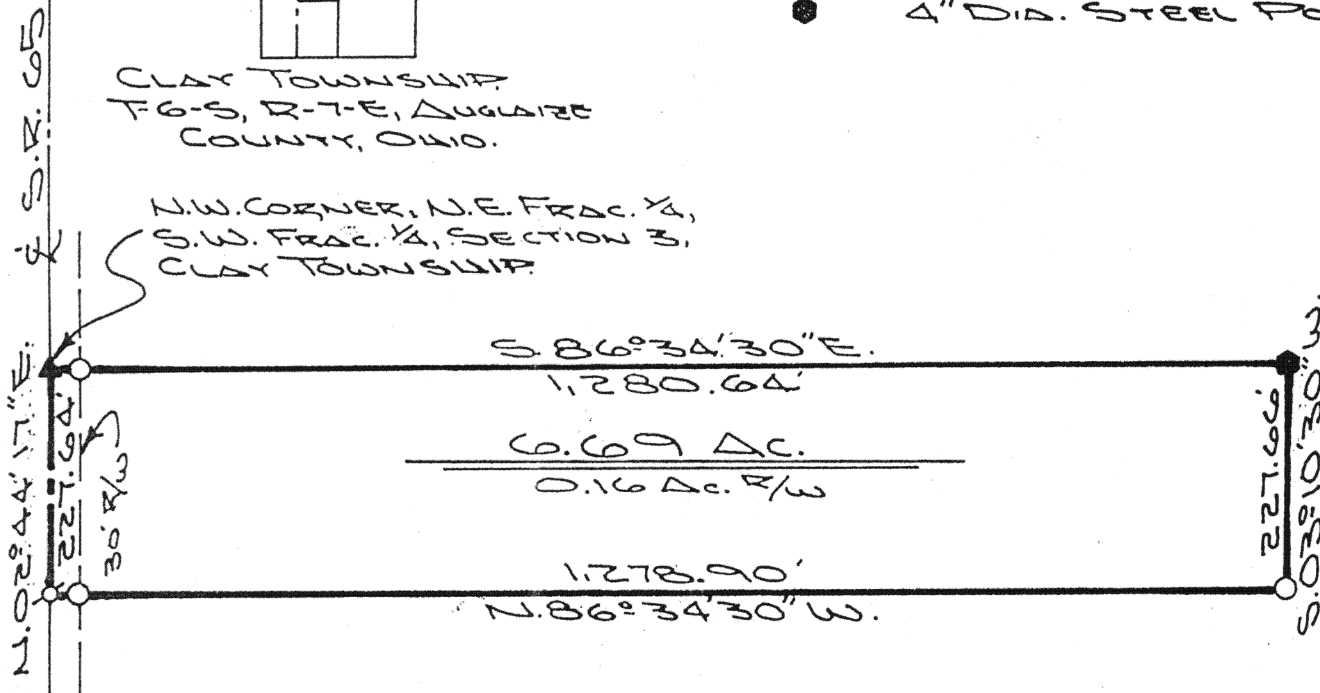 4" DIA. STEEL
CLAY TOWNSHIP
T-6-S, R-7-E, AUGLAIZE
COUNTY, OHIO.
℄ S.R. 65
N.W. CORNER, N.E. FRAC. 1/4,
S.W. FRAC. 1/4, SECTION 3,
CLAY TOWNSHIP.
S. 86° 34' 30" E.
1,280.64'
6.69 AC.
0.16 AC. R/W
1,278.90'
N. 86° 34' 30" W.
N. 02° 44' 17" E.
227.64'
30' R/W
227.66'
S. 03° 10' 30"